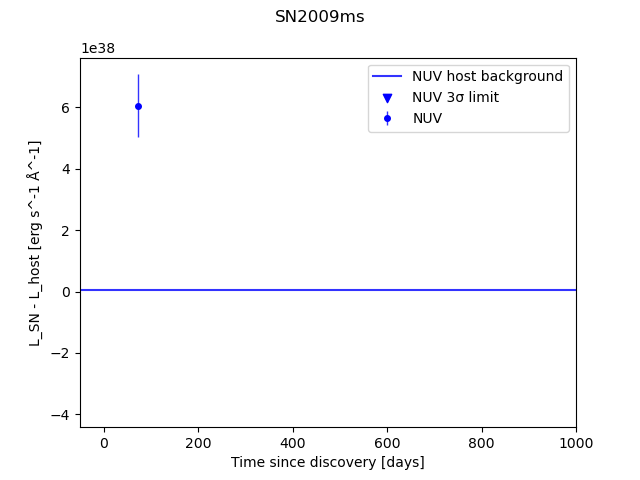 SN2009ms
1e38
NUV host background
NUV 3σ limit
NUV
6
4
2
0
−2
−4
L_SN - L_host [erg s^-1 Å^-1]
0 200 400 600 800 1000
Time since discovery [days]